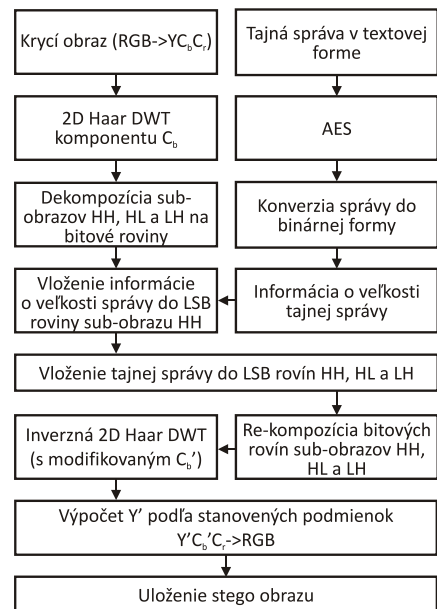 Krycí obraz (RGB->YCbCr)
Tajná správa v textovej
forme
2D Haar DWT
komponentu Cb
AES
Dekompozícia sub-
obrazov HH, HL a LH na
bitové roviny
Konverzia správy do
binárnej formy
Vloženie informácie
o veľkosti správy do LSB
roviny sub-obrazu HH
Informácia o veľkosti
tajnej správy
Vloženie tajnej správy do LSB rovín HH, HL a LH
Inverzná 2D Haar DWT
(s modifikovaným Cb')
Re-kompozícia bitových
rovín sub-obrazov HH,
HL a LH
Výpočet Y' podľa stanovených podmienok
Y'Cb'Cr->RGB
Uloženie stego obrazu